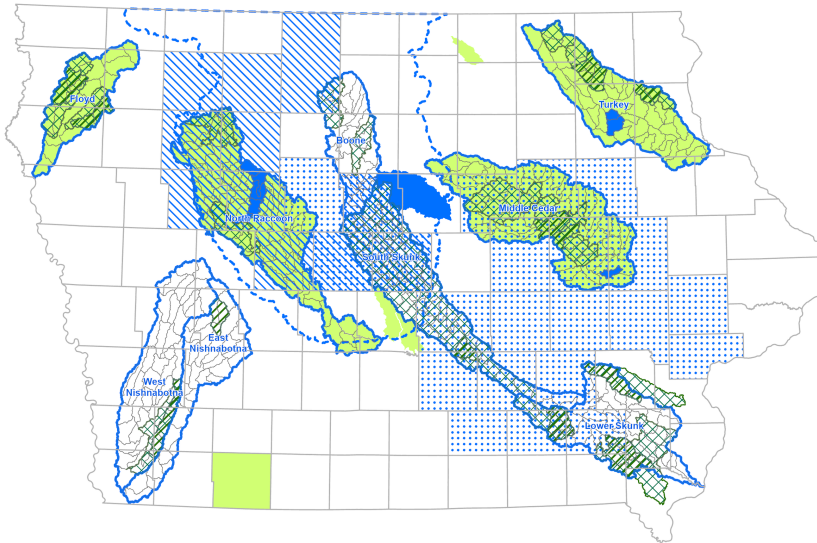 Floyd
Turkey
Boone
North Raccoon
Middle Cedar
South Skunk
East
Nishnabotna
West
Nishnabotna
Lower Skunk